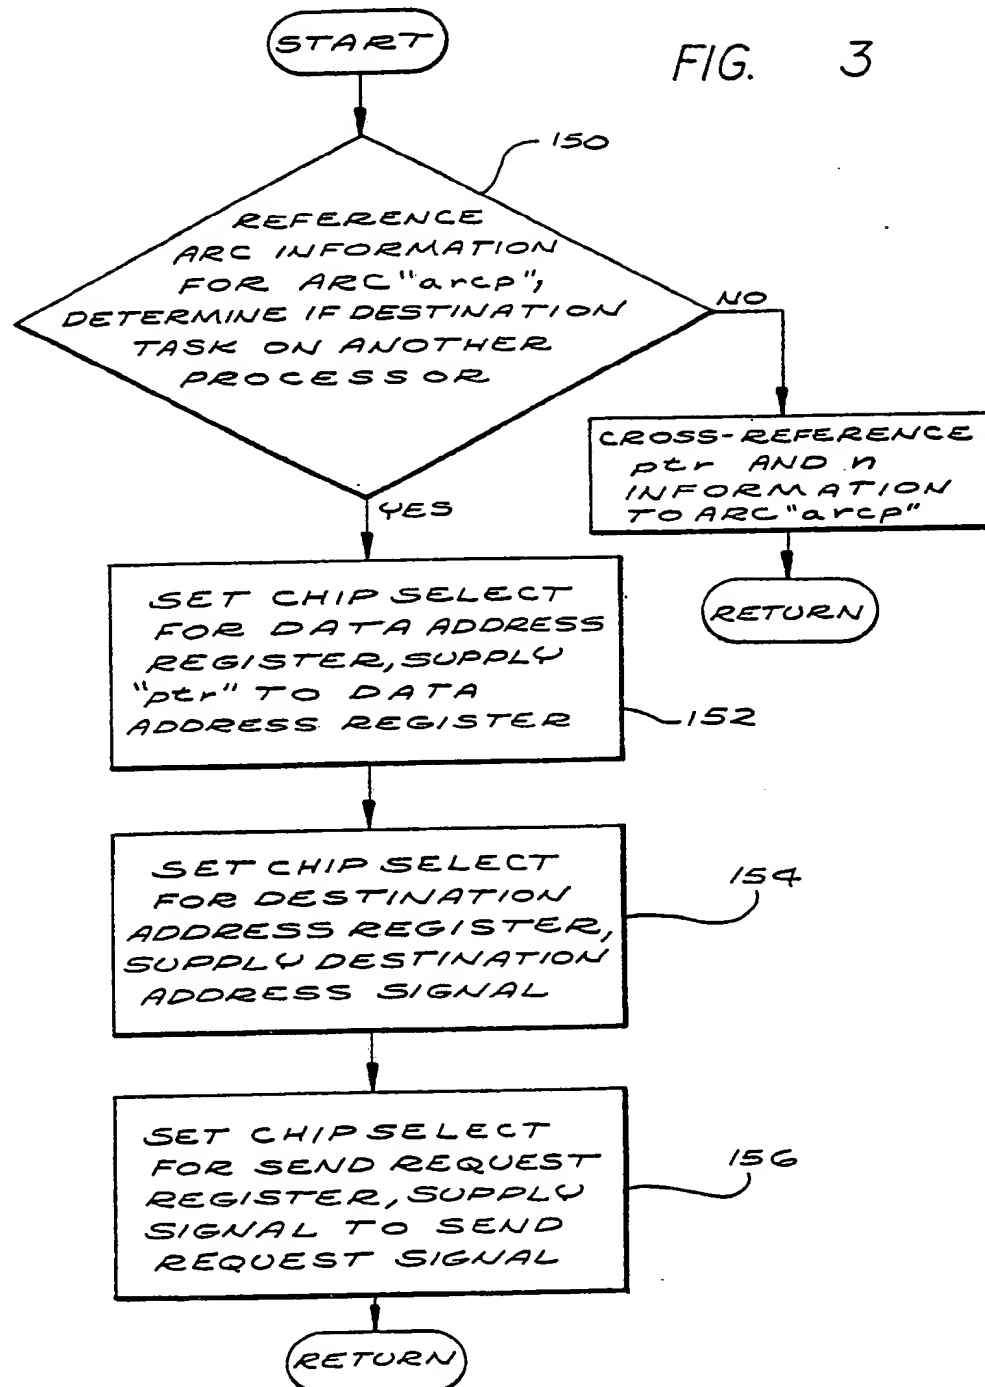 START
FIG. 3
150
REFERENCE
ARC INFORMATION
FOR ARC "arcp",
DETERMINE IF DESTINATION
TASK ON ANOTHER
PROCESSOR
NO
CROSS-REFERENCE
ptr AND n
INFORMATION
TO ARC "arcp"
RETURN
YES
SET CHIP SELECT
FOR DATA ADDRESS
REGISTER, SUPPLY
"ptr" TO DATA
ADDRESS REGISTER
152
SET CHIP SELECT
FOR DESTINATION
ADDRESS REGISTER,
SUPPLY DESTINATION
ADDRESS SIGNAL
154
SET CHIP SELECT
FOR SEND REQUEST
REGISTER, SUPPLY
SIGNAL TO SEND
REQUEST SIGNAL
156
RETURN